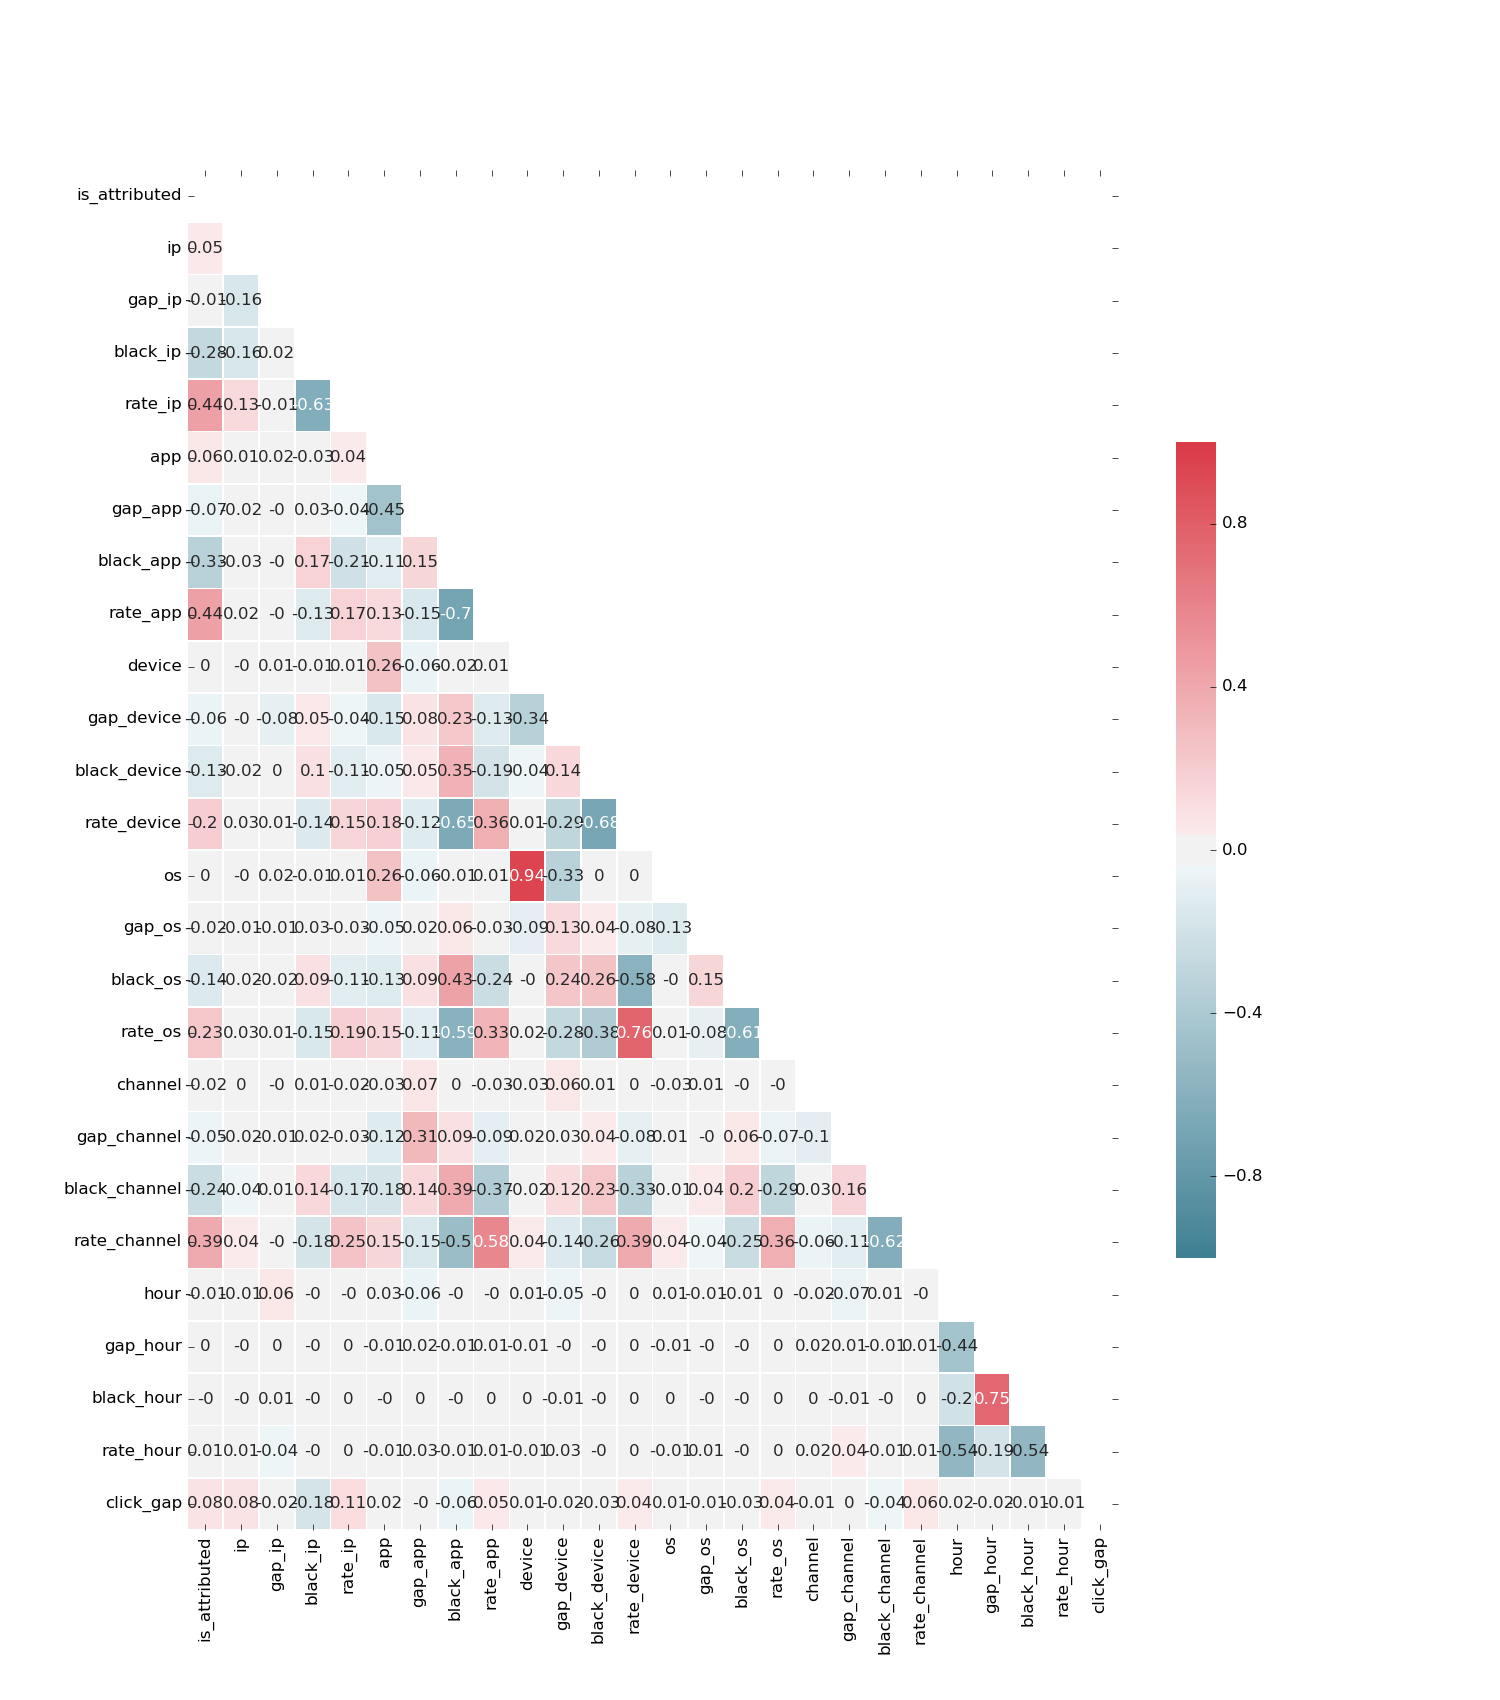 is_attributed
ip 0.05
gap_ip -0.01 -0.16
black_ip -0.28 -0.16 0.02
rate_ip 0.44 0.13 -0.01 -0.63
app 0.06 0.01 0.02 -0.03 0.04
0.8
gap_app -0.07 -0.02 -0 0.03 -0.04 -0.45
black_app -0.33 -0.03 -0 0.17 -0.21 -0.11 0.15
rate_app 0.44 0.02 -0 -0.13 0.17 0.13 -0.15 -0.7
device 0 -0 0.01 -0.01 0.01 0.26 -0.06 -0.02 0.01
0.4
gap_device -0.06 -0 -0.08 0.05 -0.04 -0.15 0.08 0.23 -0.13 -0.34
black_device -0.13 -0.02 0 0.1 -0.11 -0.05 0.05 0.35 -0.19 -0.04 0.14
rate_device 0.2 0.03 0.01 -0.14 0.15 0.18 -0.12 -0.65 0.36 0.01 -0.29 -0.68
0.0
os 0 -0 0.02 -0.01 0.01 0.26 -0.06 -0.01 0.01 0.94 -0.33 0 0
gap_os -0.02 -0.01 -0.01 0.03 -0.03 -0.05 0.02 0.06 -0.03 -0.09 0.13 0.04 -0.08 -0.13
black_os -0.14 -0.02 -0.02 0.09 -0.11 -0.13 0.09 0.43 -0.24 -0 0.24 0.26 -0.58 -0 0.15
−0.4
rate_os 0.23 0.03 0.01 -0.15 0.19 0.15 -0.11 -0.59 0.33 0.02 -0.28 -0.38 0.76 0.01 -0.08 -0.61
channel -0.02 0 -0 0.01 -0.02 -0.03 0.07 0 -0.03 -0.03 0.06 0.01 0 -0.03 0.01 -0 -0
gap_channel -0.05 -0.02 -0.01 0.02 -0.03 -0.12 0.31 0.09 -0.09 0.02 0.03 0.04 -0.08 0.01 -0 0.06 -0.07 -0.1
−0.8
black_channel -0.24 -0.04 0.01 0.14 -0.17 -0.18 0.14 0.39 -0.37 -0.02 0.12 0.23 -0.33 -0.01 0.04 0.2 -0.29 0.03 0.16
rate_channel 0.39 0.04 -0 -0.18 0.25 0.15 -0.15 -0.5 0.58 0.04 -0.14 -0.26 0.39 0.04 -0.04 -0.25 0.36 -0.06 -0.11 -0.62
hour -0.01 -0.01 0.06 -0 -0 0.03 -0.06 -0 -0 0.01 -0.05 -0 0 0.01 -0.01 -0.01 0 -0.02 -0.07 0.01 -0
gap_hour 0 -0 0 -0 0 -0.01 0.02 -0.01 0.01 -0.01 -0 -0 0 -0.01 -0 -0 0 0.02 0.01 -0.01 0.01 -0.44
black_hour -0 -0 0.01 -0 0 -0 0 -0 0 0 -0.01 -0 0 0 -0 -0 0 0 -0.01 -0 0 -0.2 0.75
rate_hour 0.01 0.01 -0.04 -0 0 -0.01 0.03 -0.01 0.01 -0.01 0.03 -0 0 -0.01 0.01 -0 0 0.02 0.04 -0.01 0.01 -0.54 -0.19 -0.54
click_gap 0.08 0.08 -0.02 -0.18 0.11 0.02 -0 -0.06 0.05 0.01 -0.02 -0.03 0.04 0.01 -0.01 -0.03 0.04 -0.01 0 -0.04 0.06 0.02 -0.02 -0.01 -0.01
is_attributed
ip
gap_ip
black_ip
rate_ip
app
gap_app
black_app
rate_app
device
gap_device
black_device
rate_device
os
gap_os
black_os
rate_os
channel
gap_channel
black_channel
rate_channel
hour
gap_hour
black_hour
rate_hour
click_gap